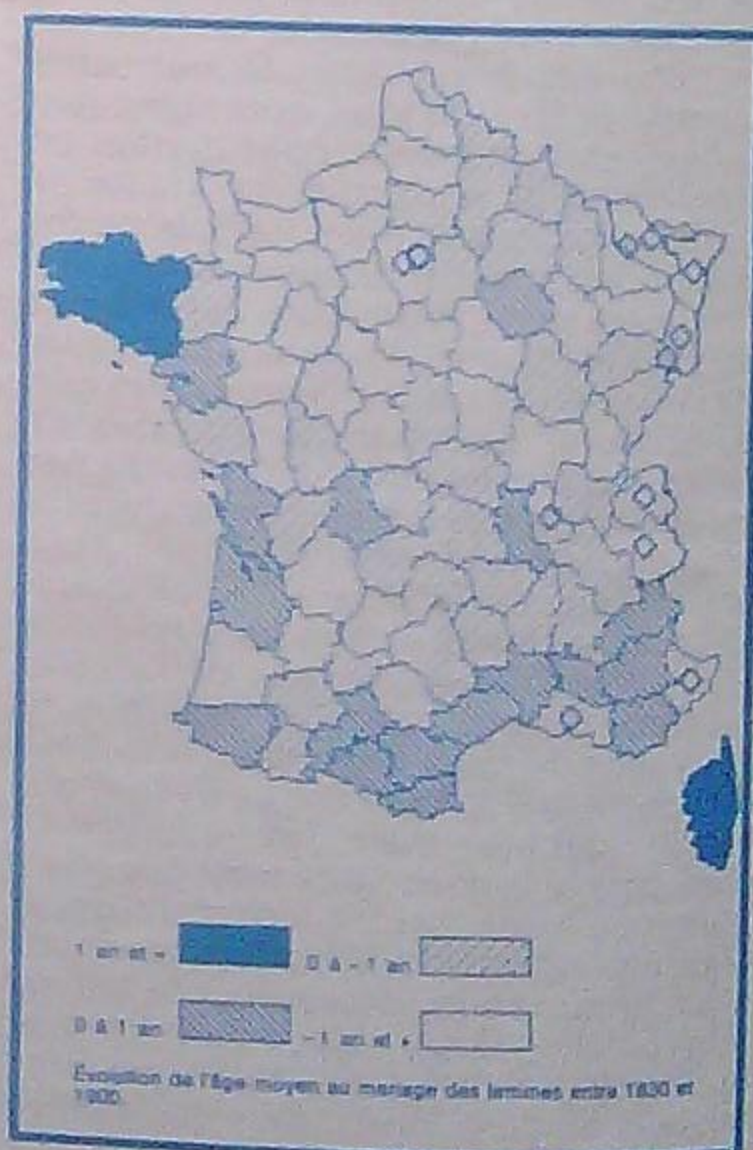 1 an et +
0 à - 1 an
0 à 1 an
- 1 an et +
Evolution de l'âge moyen au mariage des femmes entre 1830 et
1900.